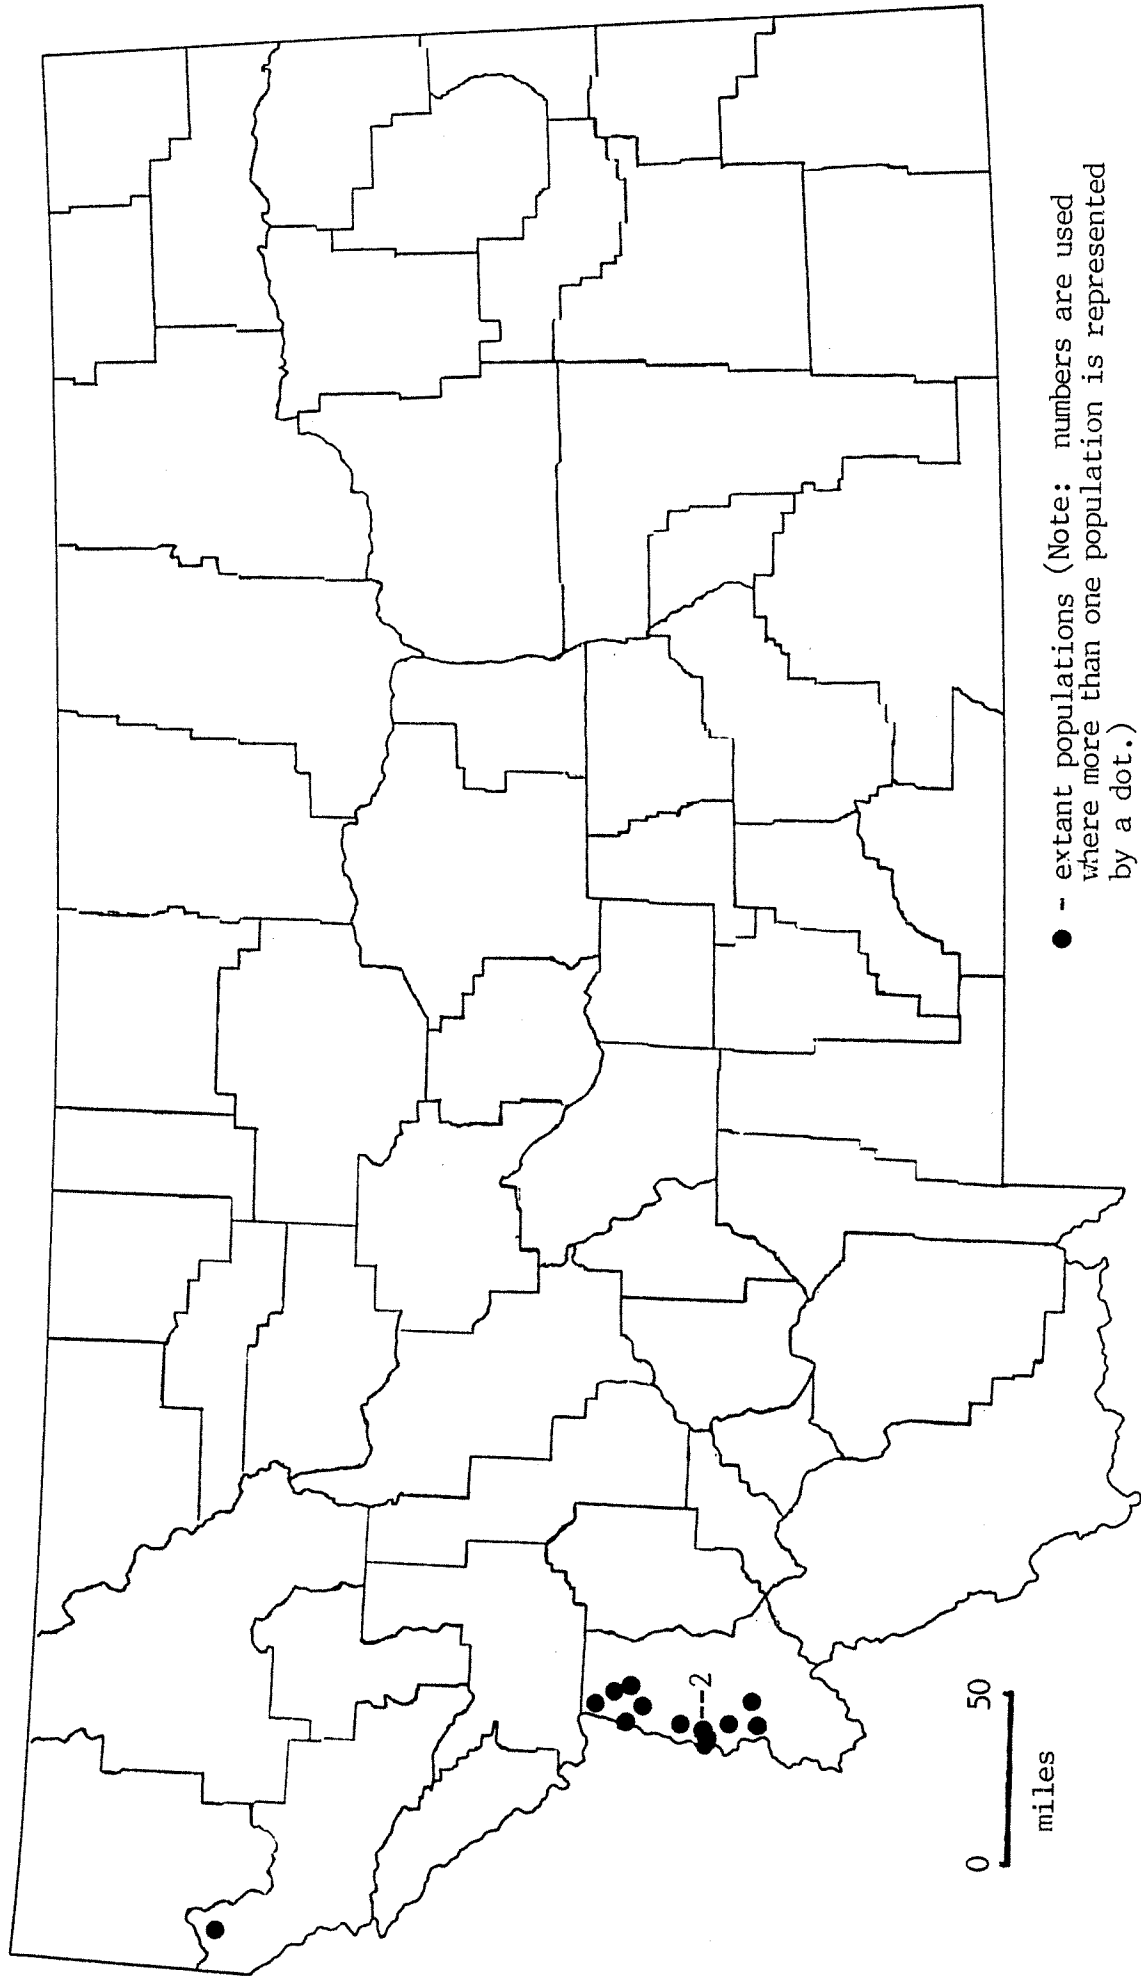 --2
0 50
miles
● - extant populations (Note: numbers are used
where more than one population is represented
by a dot.)